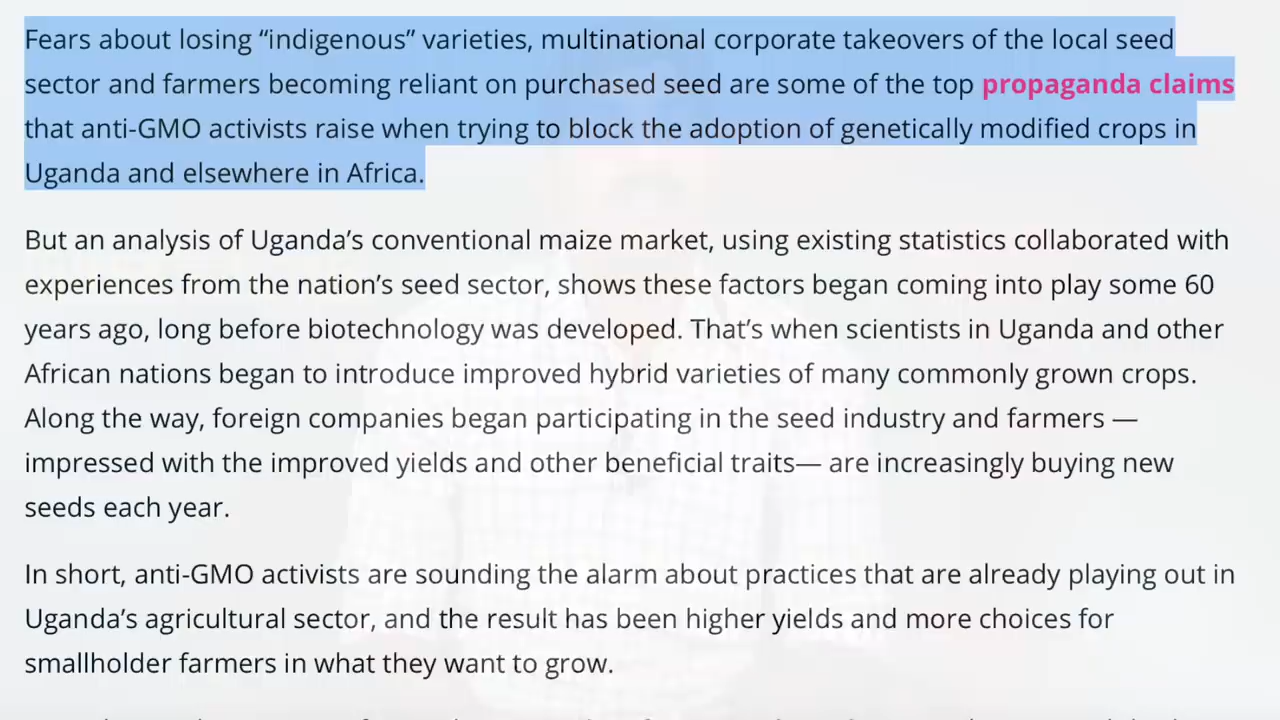 Fears about losing “indigenous” varieties, multinational corporate takeovers of the local seed
sector and farmers becoming reliant on purchased seed are some of the top propaganda claims
that anti-GMO activists raise when trying to block the adoption of genetically modified crops in
Uganda and elsewhere in Africa.
But an analysis of Uganda’s conventional maize market, using existing statistics collaborated with
experiences from the nation’s seed sector, shows these factors began coming into play some 60
years ago, long before biotechnology was developed. That’s when scientists in Uganda and other
African nations began to introduce improved hybrid varieties of many commonly grown crops.
Along the way, foreign companies began participating in the seed industry and farmers —
impressed with the improved yields and other beneficial traits— are increasingly buying new
seeds each year.
In short, anti-GMO activists are sounding the alarm about practices that are already playing out in
Uganda’s agricultural sector, and the result has been higher yields and more choices for
smallholder farmers in what they want to grow.